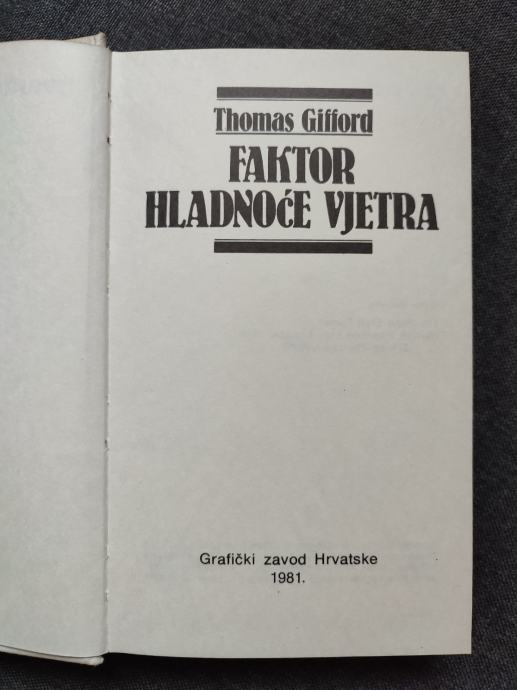 Thomas Gifford
FAKTOR
HLADNOĆE VJETRA
Grafički zavod Hrvatske
1981.